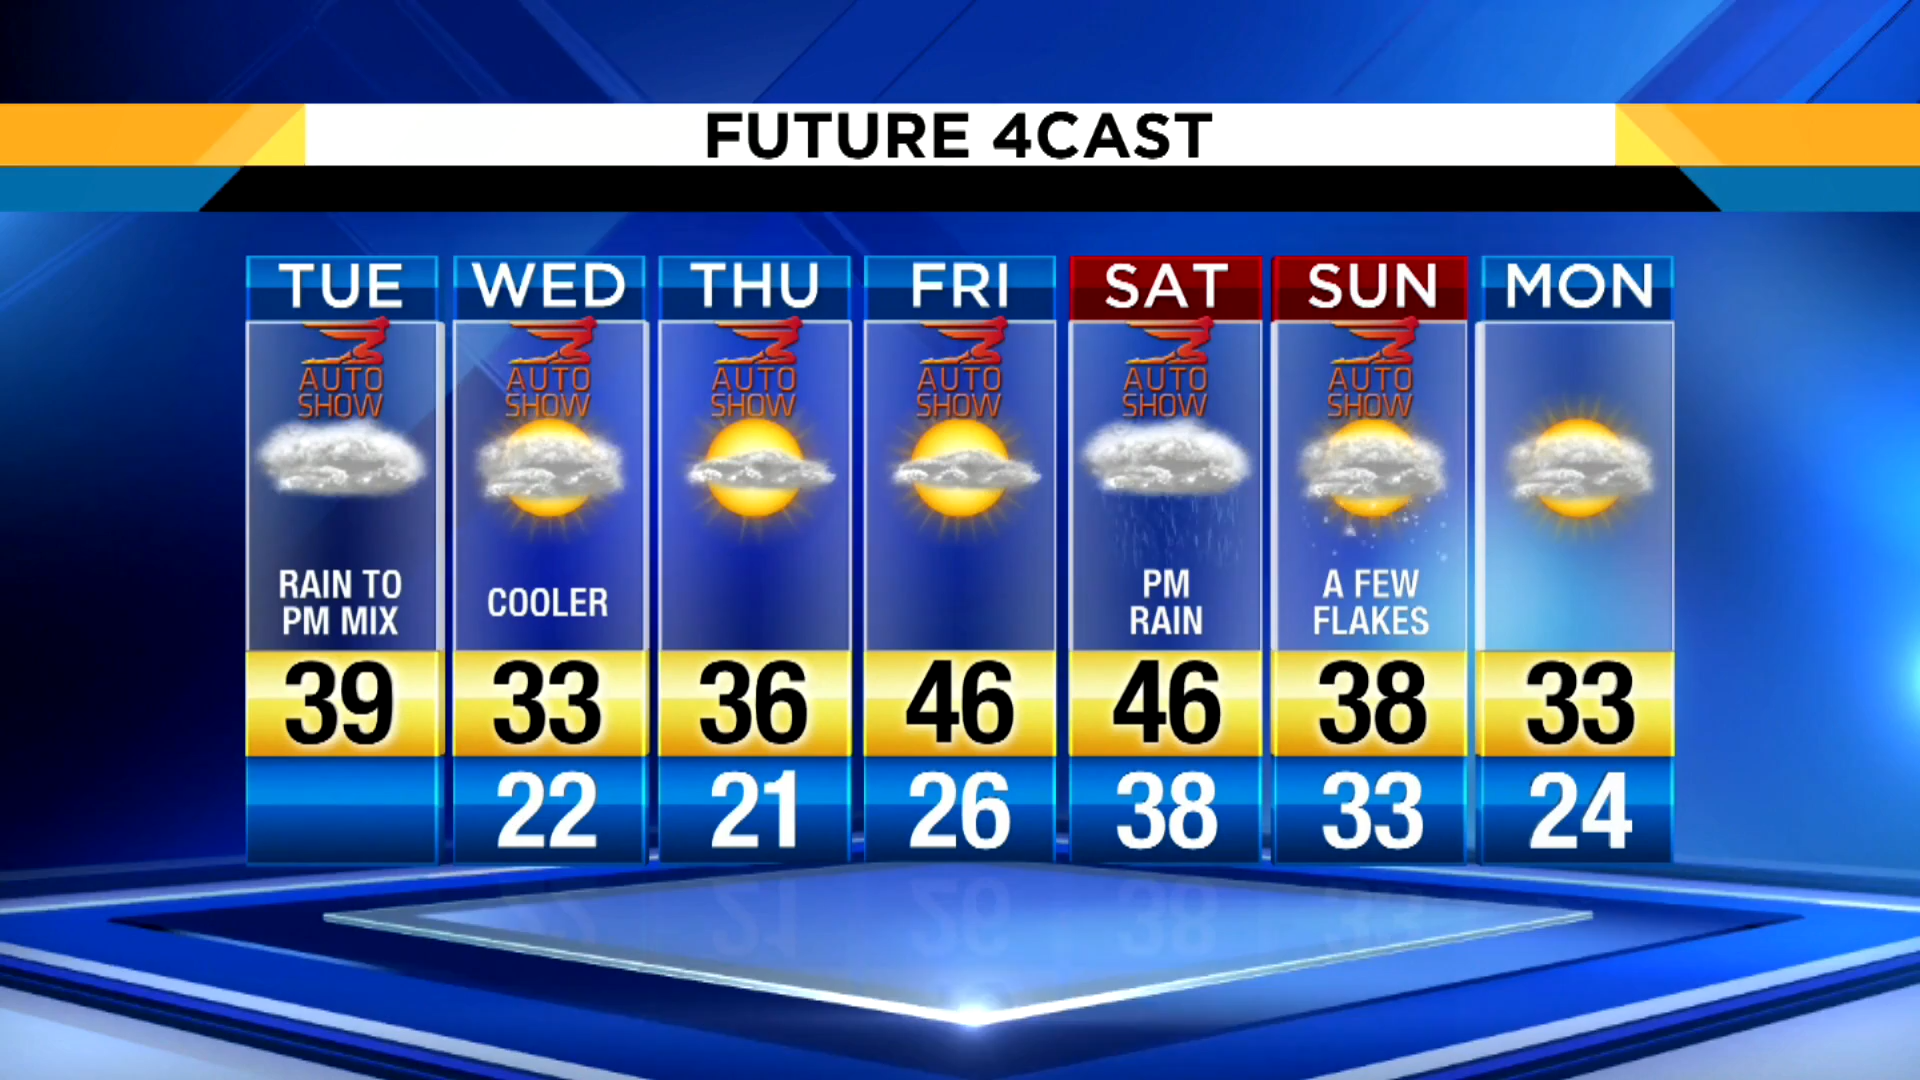 FUTURE 4CAST
TUE WED THU FRI SAT SUN MON
AUTO AUTO AUTO AUTO AUTO AUTO
SHOW SHOW SHOW SHOW SHOW SHOW
RAIN TO
PM MIX
COOLER
PM
RAIN
A FEW
FLAKES
39 33 36 46 46 38 33
22 21 26 38 33 24